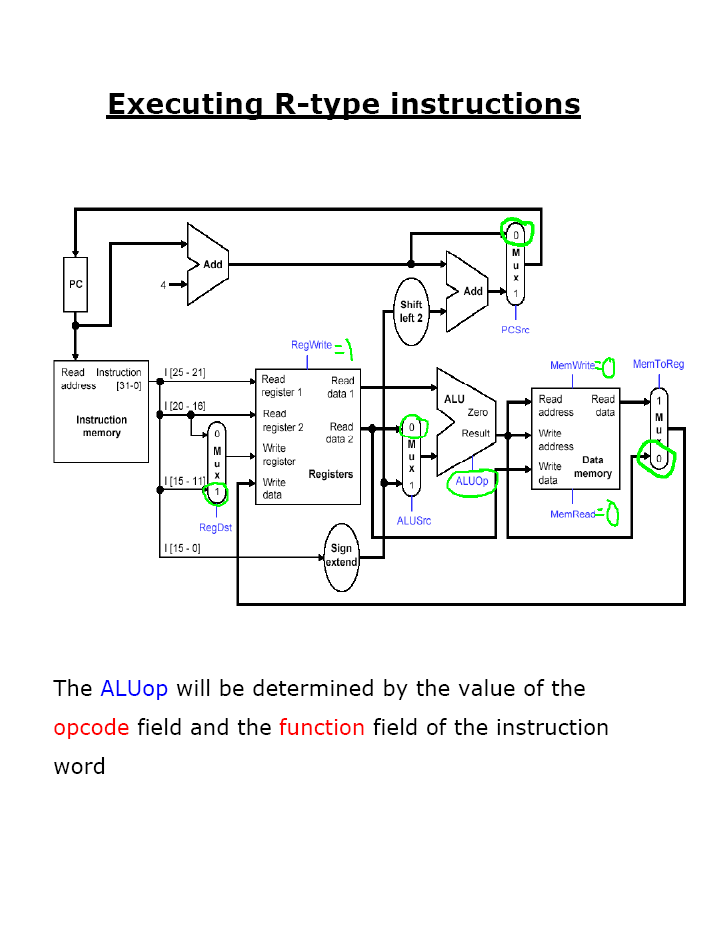 Executing R-type instructions
0
M
u
x
1
Add
PC
4
Add
Shift
left 2
PCSrc
RegWrite =1
MemWrite=0
MemToReg
Read address
Instruction [31-0]
Instruction memory
I [25 - 21]
I [20 - 16]
I [15 - 11]
I [15 - 0]
0
M
u
x
1
RegDst
Read register 1
Read data 1
Read register 2
Read data 2
Write register
Write data
Registers
Sign extend
0
M
u
x
1
ALUSrc
ALU
Zero
Result
ALUOp
Read address
Read data
Write address
Write data
Data memory
MemRead=0
1
M
u
x
0
The ALUop will be determined by the value of the
opcode field and the function field of the instruction
word